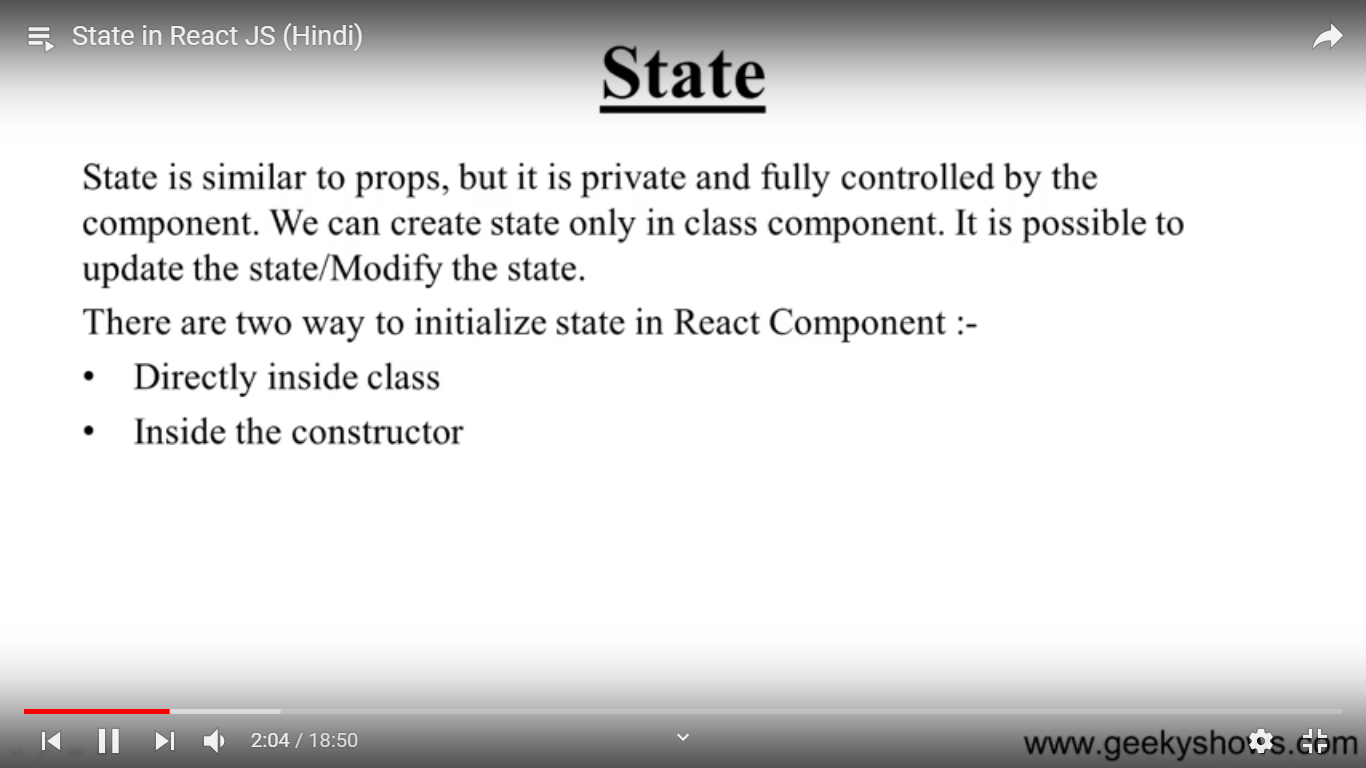 State in React JS (Hindi)
State
State is similar to props, but it is private and fully controlled by the
component. We can create state only in class component. It is possible to
update the state/Modify the state.
There are two way to initialize state in React Component :-
• Directly inside class
• Inside the constructor
2:04 / 18:50
www.geekyshows.com